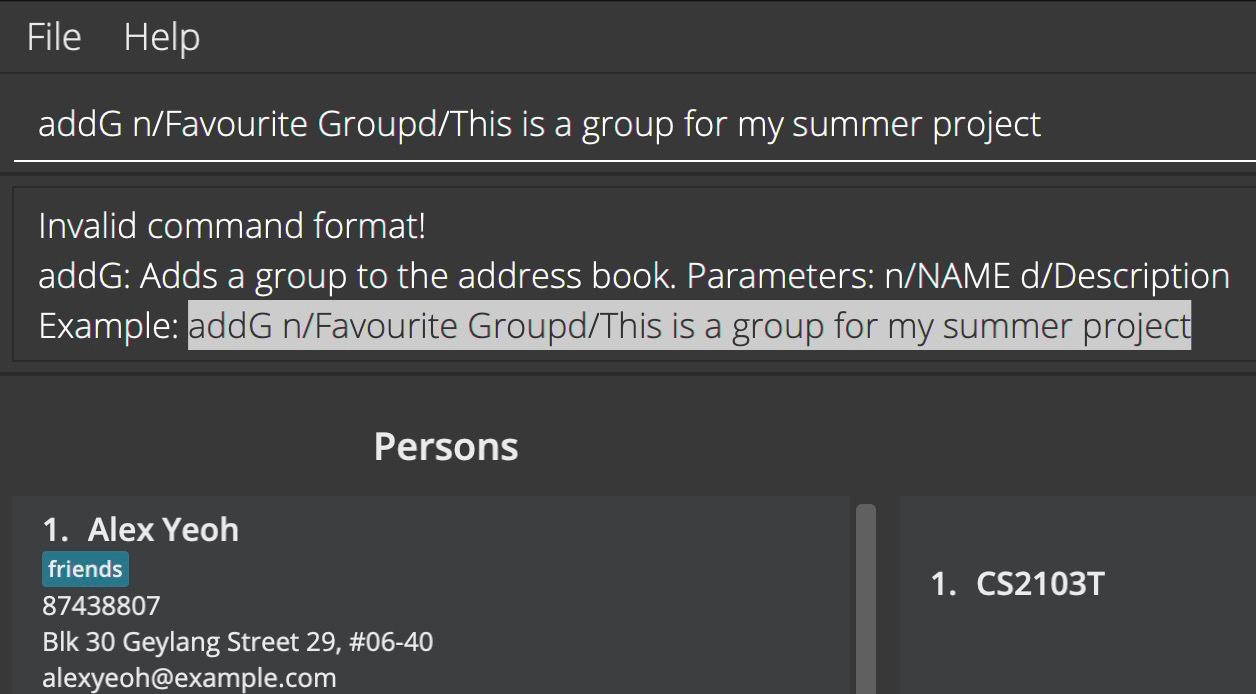 File Help
addG n/Favourite Groupd/This is a group for my summer project
Invalid command format!
addG: Adds a group to the address book. Parameters: n/NAME d/Description
Example: addG n/Favourite Groupd/This is a group for my summer project
Persons
1. Alex Yeoh
friends
87438807
Blk 30 Geylang Street 29, #06-40
alexyeoh@example.com
1. CS2103T